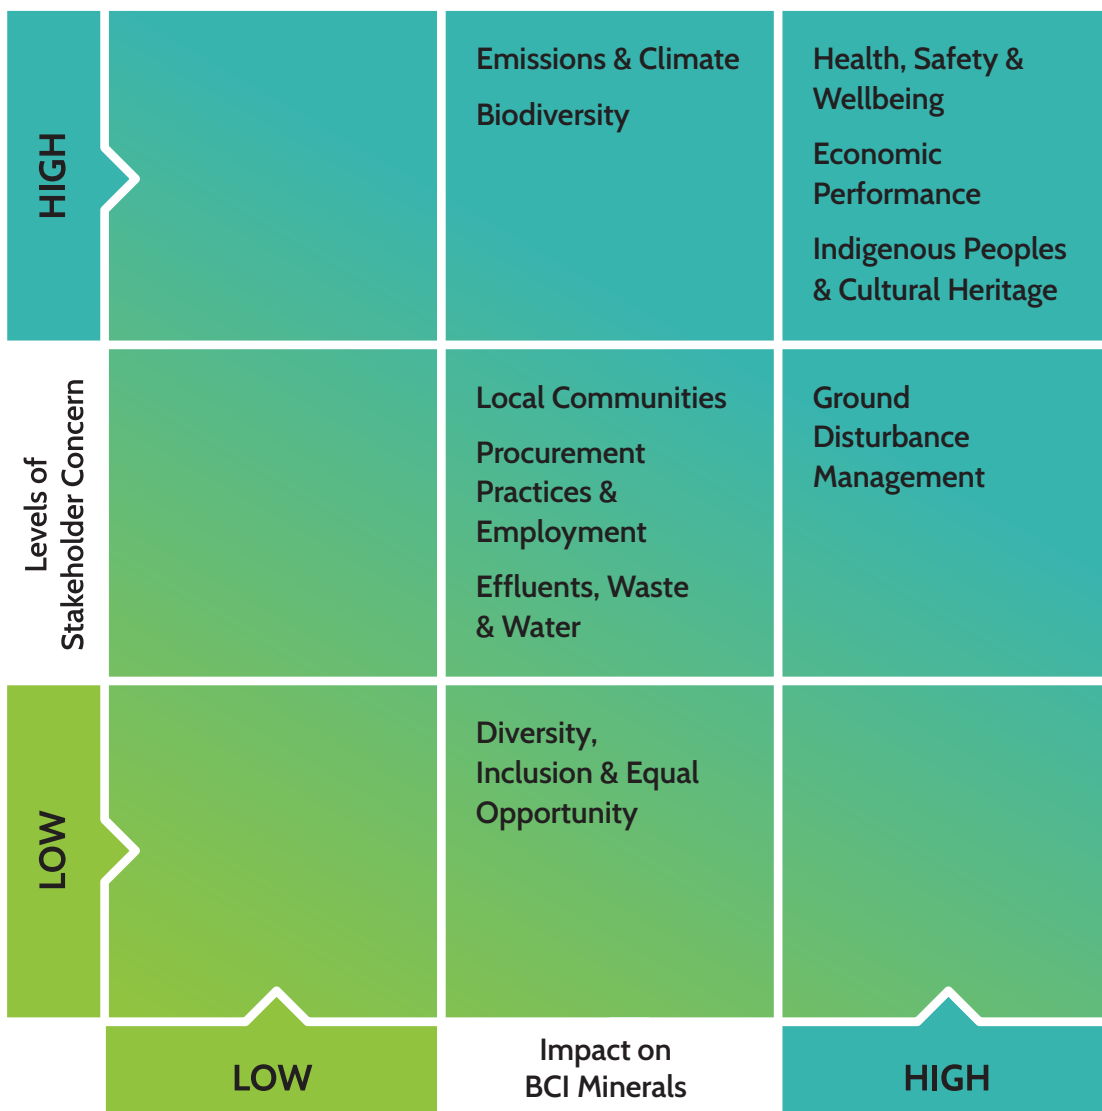 HIGH
Emissions & Climate
Biodiversity
Health, Safety &
Wellbeing
Economic
Performance
Indigenous Peoples
& Cultural Heritage
Levels of
Stakeholder Concern
Local Communities
Procurement
Practices &
Employment
Effluents, Waste
& Water
Ground
Disturbance
Management
LOW
Diversity,
Inclusion & Equal
Opportunity
LOW
Impact on
BCI Minerals
HIGH